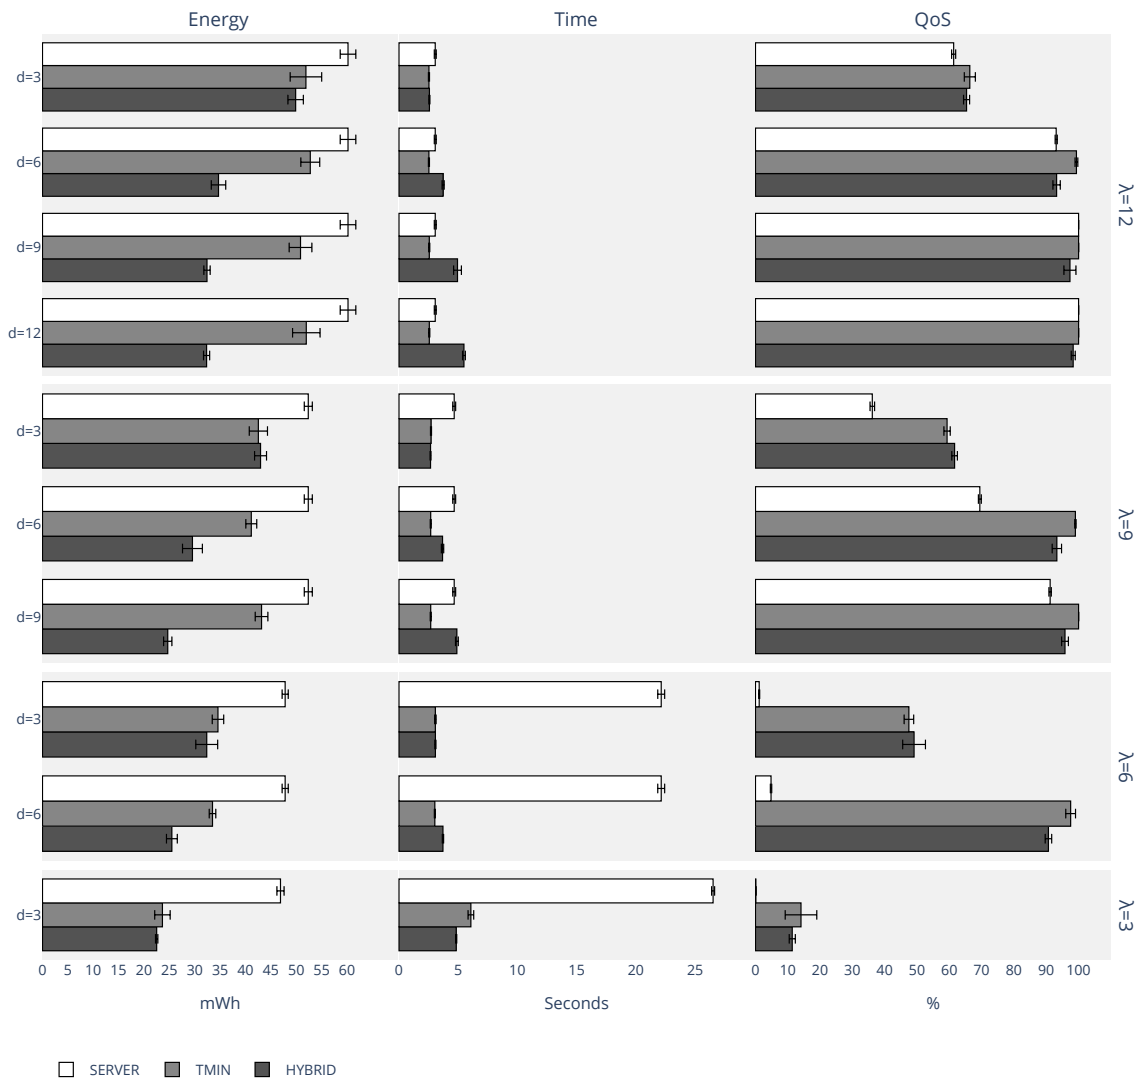 Energy Time QoS
d=3
d=6
λ=12
d=9
d=12
d=3
d=6
λ=9
d=9
d=3
λ=6
d=6
d=3
λ=3
0 5 10 15 20 25 30 35 40 45 50 55 60 0 5 10 15 20 25 0 10 20 30 40 50 60 70 80 90 100
mWh Seconds %
SERVER TMIN HYBRID